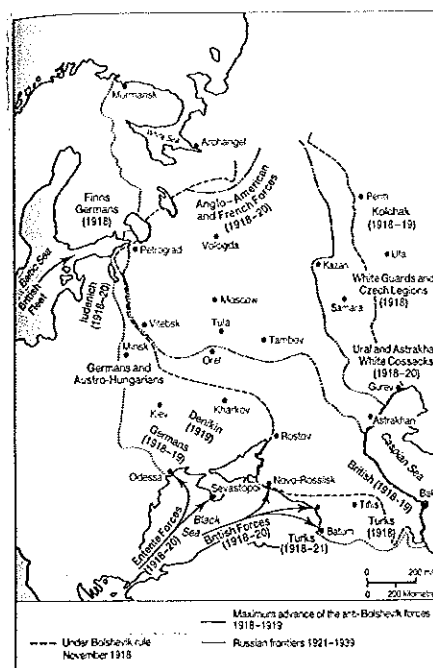 Murmansk
White Sea
Archangel
Finns
Germans
(1918)
Anglo-American
and French Forces
(1918–20)
Perm
Kolchak
(1918–19)
Baltic Sea
British
Fleet
Petrograd
Vologda
Ufa
Kazan
White Guards and
Czech Legions
(1918)
Iudenich
(1918–20)
Moscow
Samara
Vitebsk
Tula
Tambov
Minsk
Orel
Ural and Astrakhan
White Cossacks
(1918–20)
Germans and
Austro-Hungarians
Gurev
Kiev
Kharkov
Denikin
(1919)
Germans
(1918–19)
Astrakhan
Rostov
Caspian Sea
British (1918–19)
Odessa
Sevastopol
Novo-Rossisk
Entente Forces
(1918–20)
Black
Sea
British Forces
(1918–20)
Tiflis
Turks
(1918)
Turks
(1918–21)
Batum
0
0
Maximum advance of the anti-Bolshevik forces
1918–1919
Under Bolshevik rule
November 1918
Russian frontiers 1921–1939